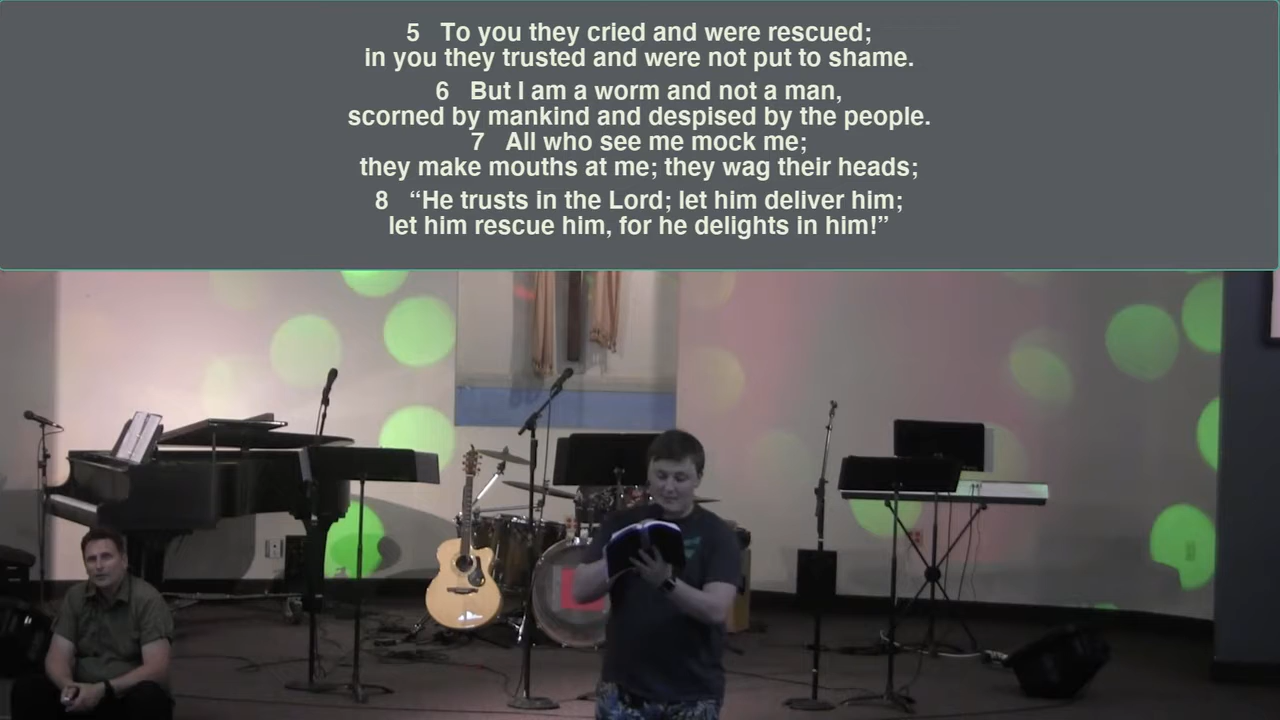 5 To you they cried and were rescued;
in you they trusted and were not put to shame.
6 But I am a worm and not a man,
scorned by mankind and despised by the people.
7 All who see me mock me;
they make mouths at me; they wag their heads;
8 “He trusts in the Lord; let him deliver him;
let him rescue him, for he delights in him!”